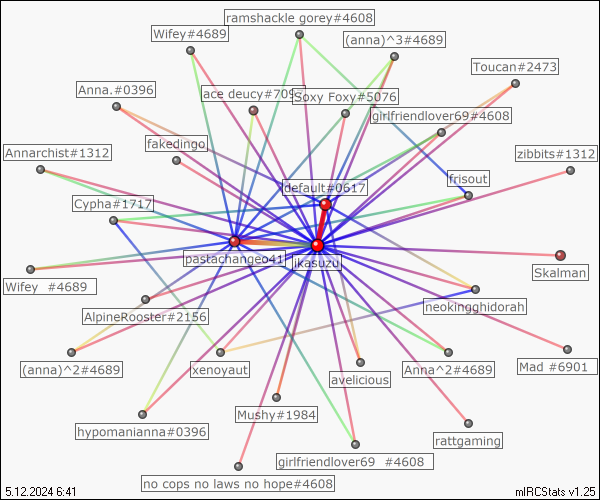 ramshackle gorey#4608
Wifey#4689
(anna)^3#4689
Toucan#2473
Anna.#0396
ace deucy#709
Soxy Foxy#5076
girlfriendlover69#4608
fakedingo
Annarchist#1312
zibbits#1312
frisout
default#0617
Cypha#1717
pastachangeo41
jkasuzu
Skalman
Wifey #4689
neokingghidorah
AlpineRooster#2156
(anna)^2#4689
xenoyaut
avelicious
Anna^2#4689
Mad #6901
hypomanianna#0396
Mushy#1984
rattgaming
girlfriendlover69 #4608
no cops no laws no hope#4608
5.12.2024 6:41
mIRCStats v1.25